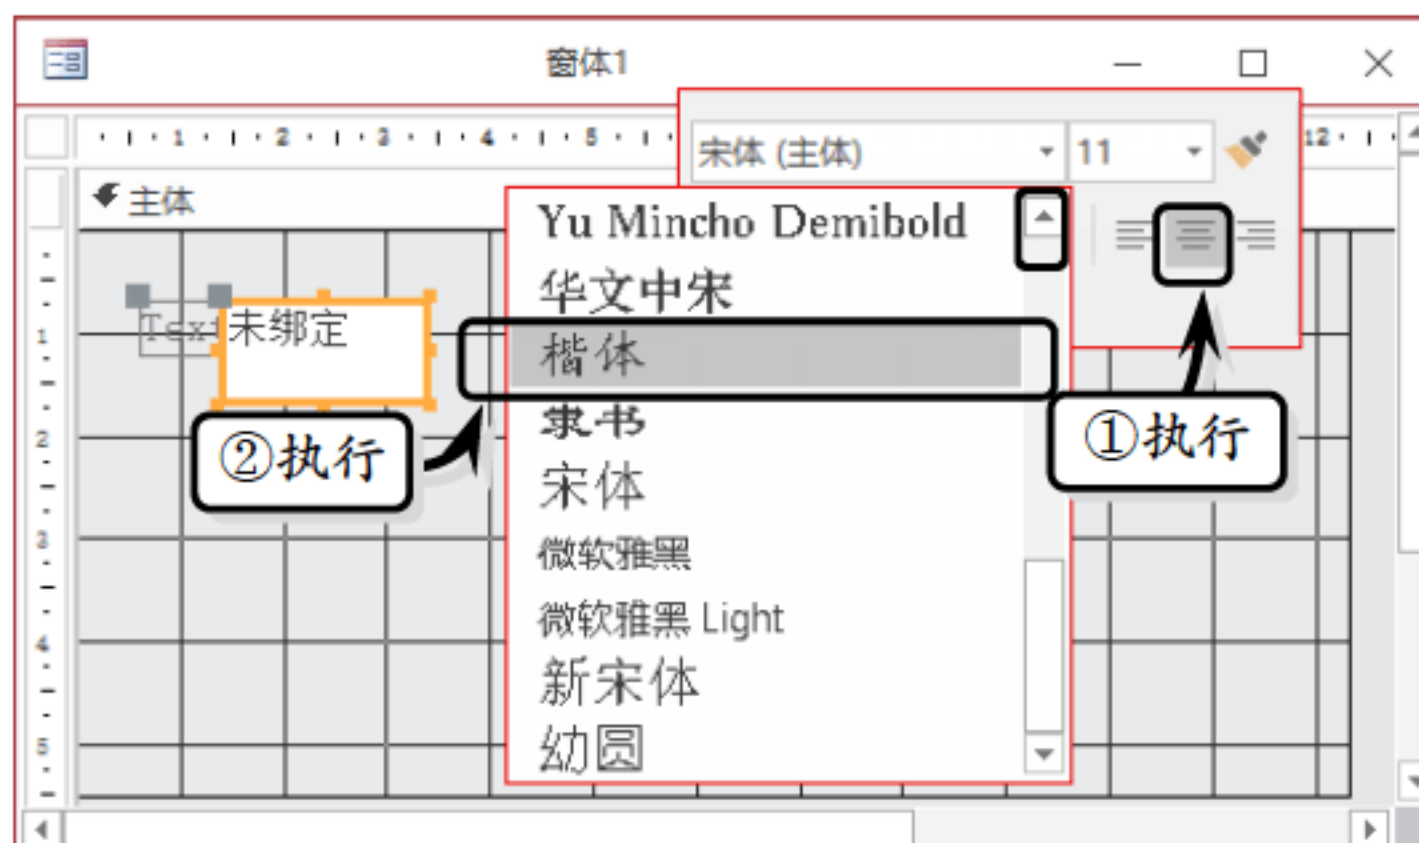 窗体1
1 2 3 4 5 12
宋体 (主体) 11
主体
Yu Mincho Demibold
华文中宋
楷体
隶书
宋体
微软雅黑
微软雅黑 Light
新宋体
幼圆
Text
未绑定
①执行
②执行
1
2
3
4
5